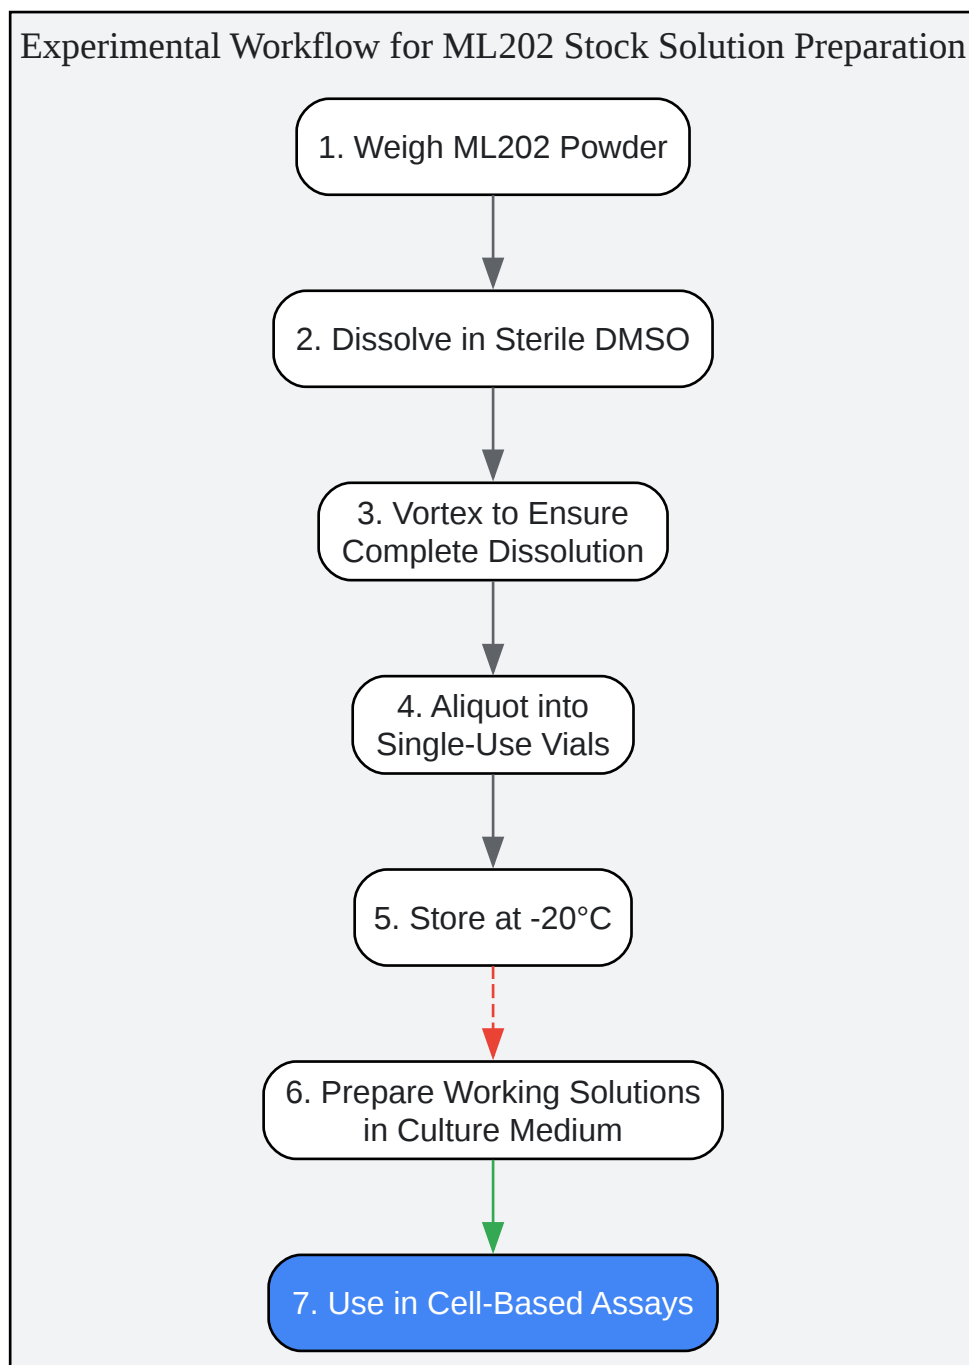 Experimental Workflow for ML202 Stock Solution Preparation
1. Weigh ML202 Powder
2. Dissolve in Sterile DMSO
3. Vortex to Ensure
Complete Dissolution
4. Aliquot into
Single-Use Vials
5. Store at -20°C
6. Prepare Working Solutions
in Culture Medium
7. Use in Cell-Based Assays